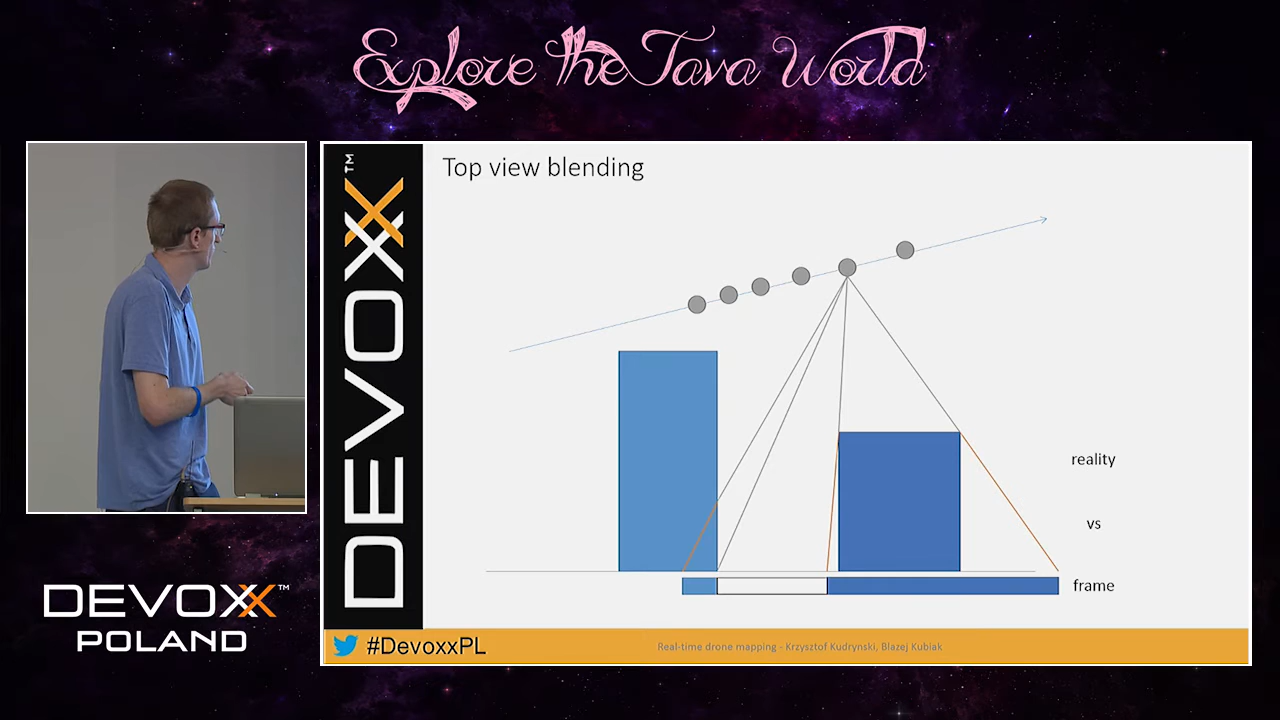 Explore the Java World
DEVOXX™
Top view blending
reality
vs
frame
DEVOXX™
POLAND
#DevoxxPL
Real-time drone mapping - Krzysztof Kudrynski, Blazej Kubiak